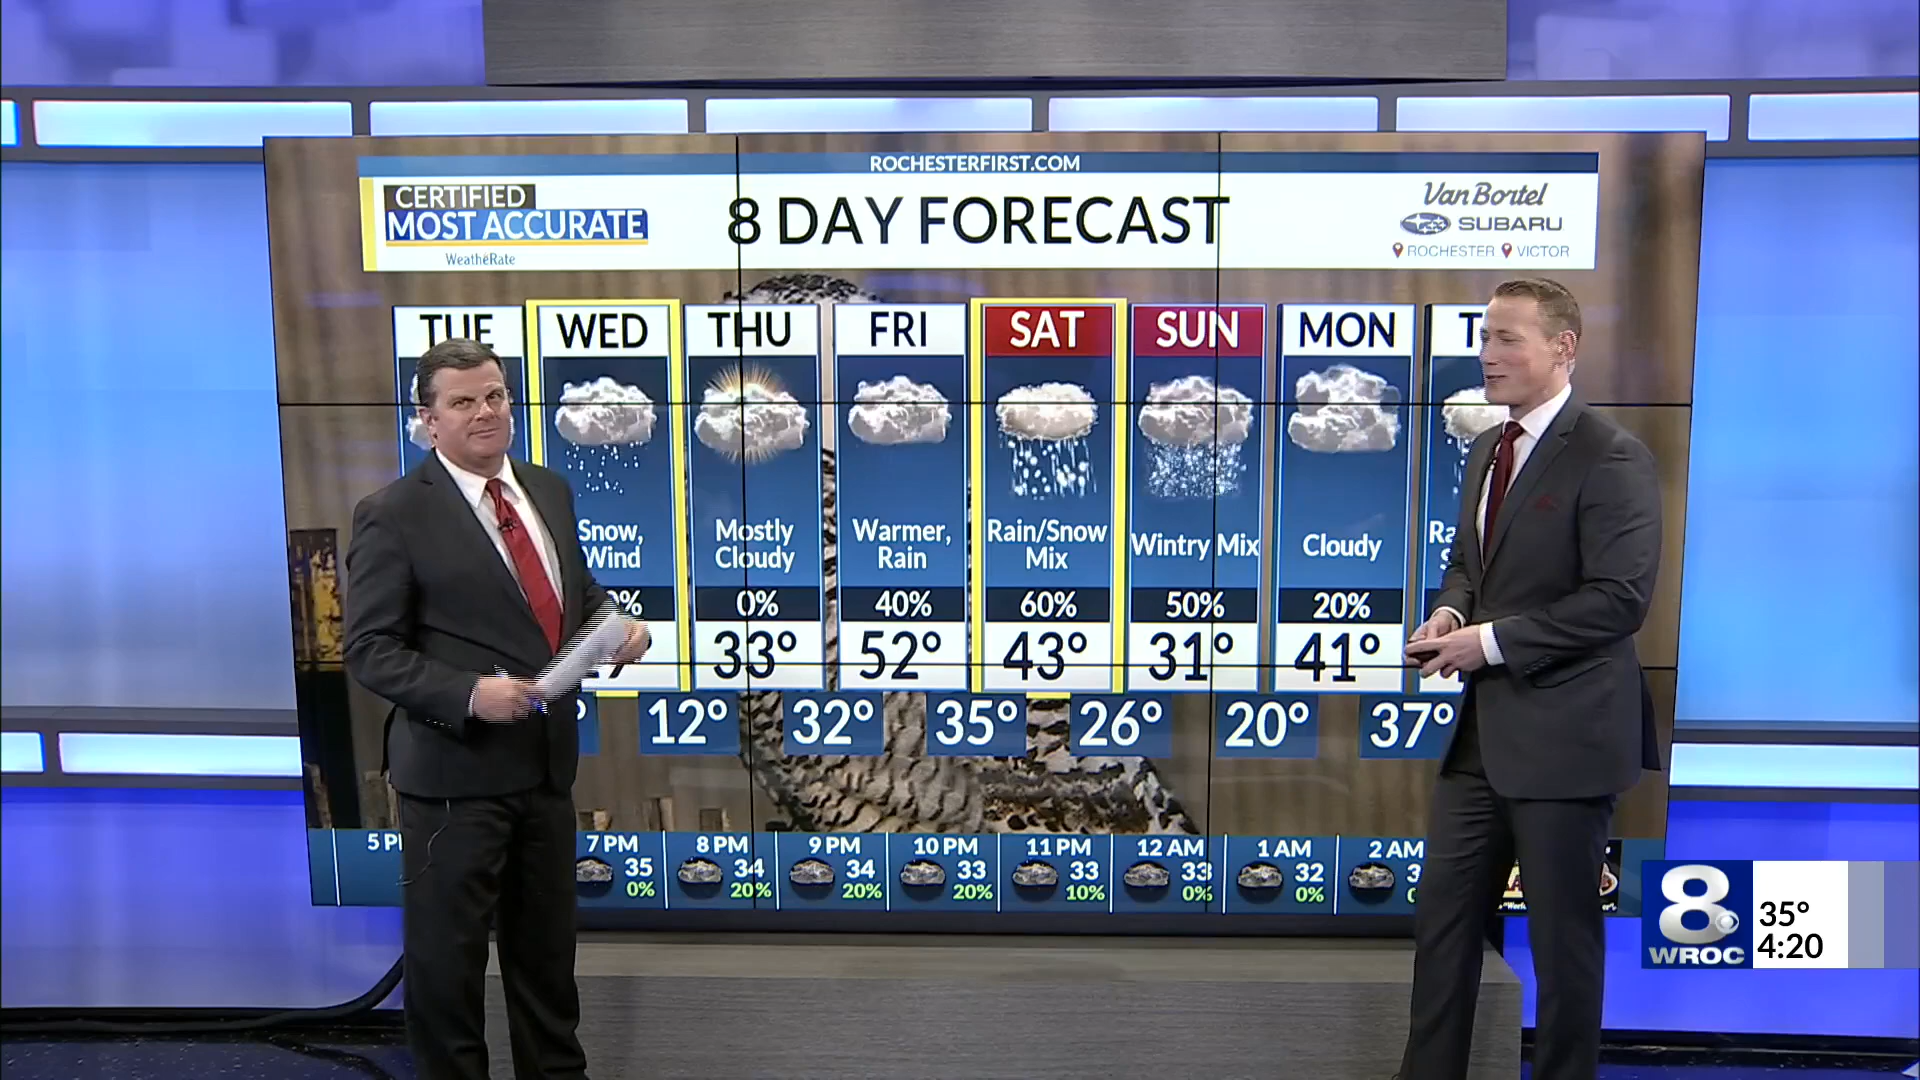 ROCHESTERFIRST.COM
CERTIFIED
MOST ACCURATE
WeatheRate
8 DAY FORECAST
Van Bortel
SUBARU
ROCHESTER VICTOR
TUE WED THU FRI SAT SUN MON
Snow,
Wind
Mostly
Cloudy
Warmer,
Rain
Rain/Snow
Mix
Wintry Mix
Cloudy
0% 40% 60% 50% 20%
33° 52° 43° 31° 41°
12° 32° 35° 26° 20° 37°
7 PM 8 PM 9 PM 10 PM 11 PM 12 AM 1 AM 2 AM
35 34 34 33 33 33 32
0% 20% 20% 20% 10% 0% 0%
8
WROC
35°
4:20